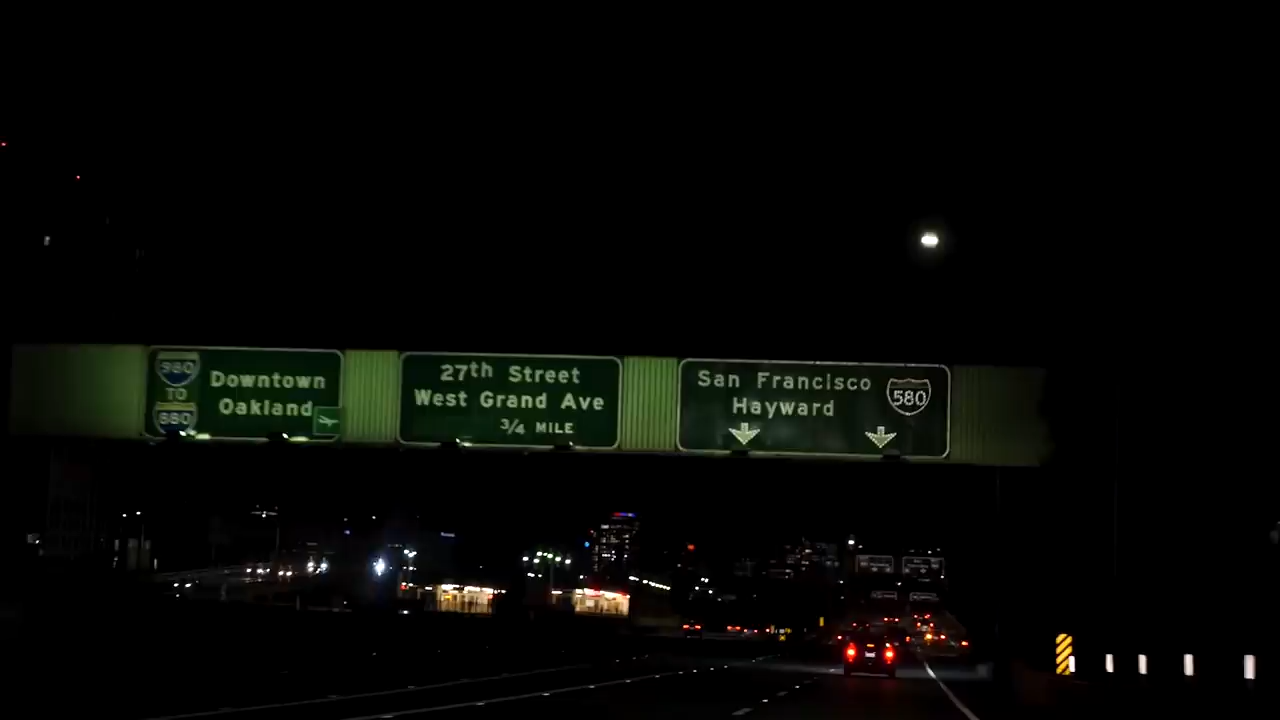 980
TO
880
Downtown
Oakland
27th Street
West Grand Ave
3/4 MILE
San Francisco
Hayward
580